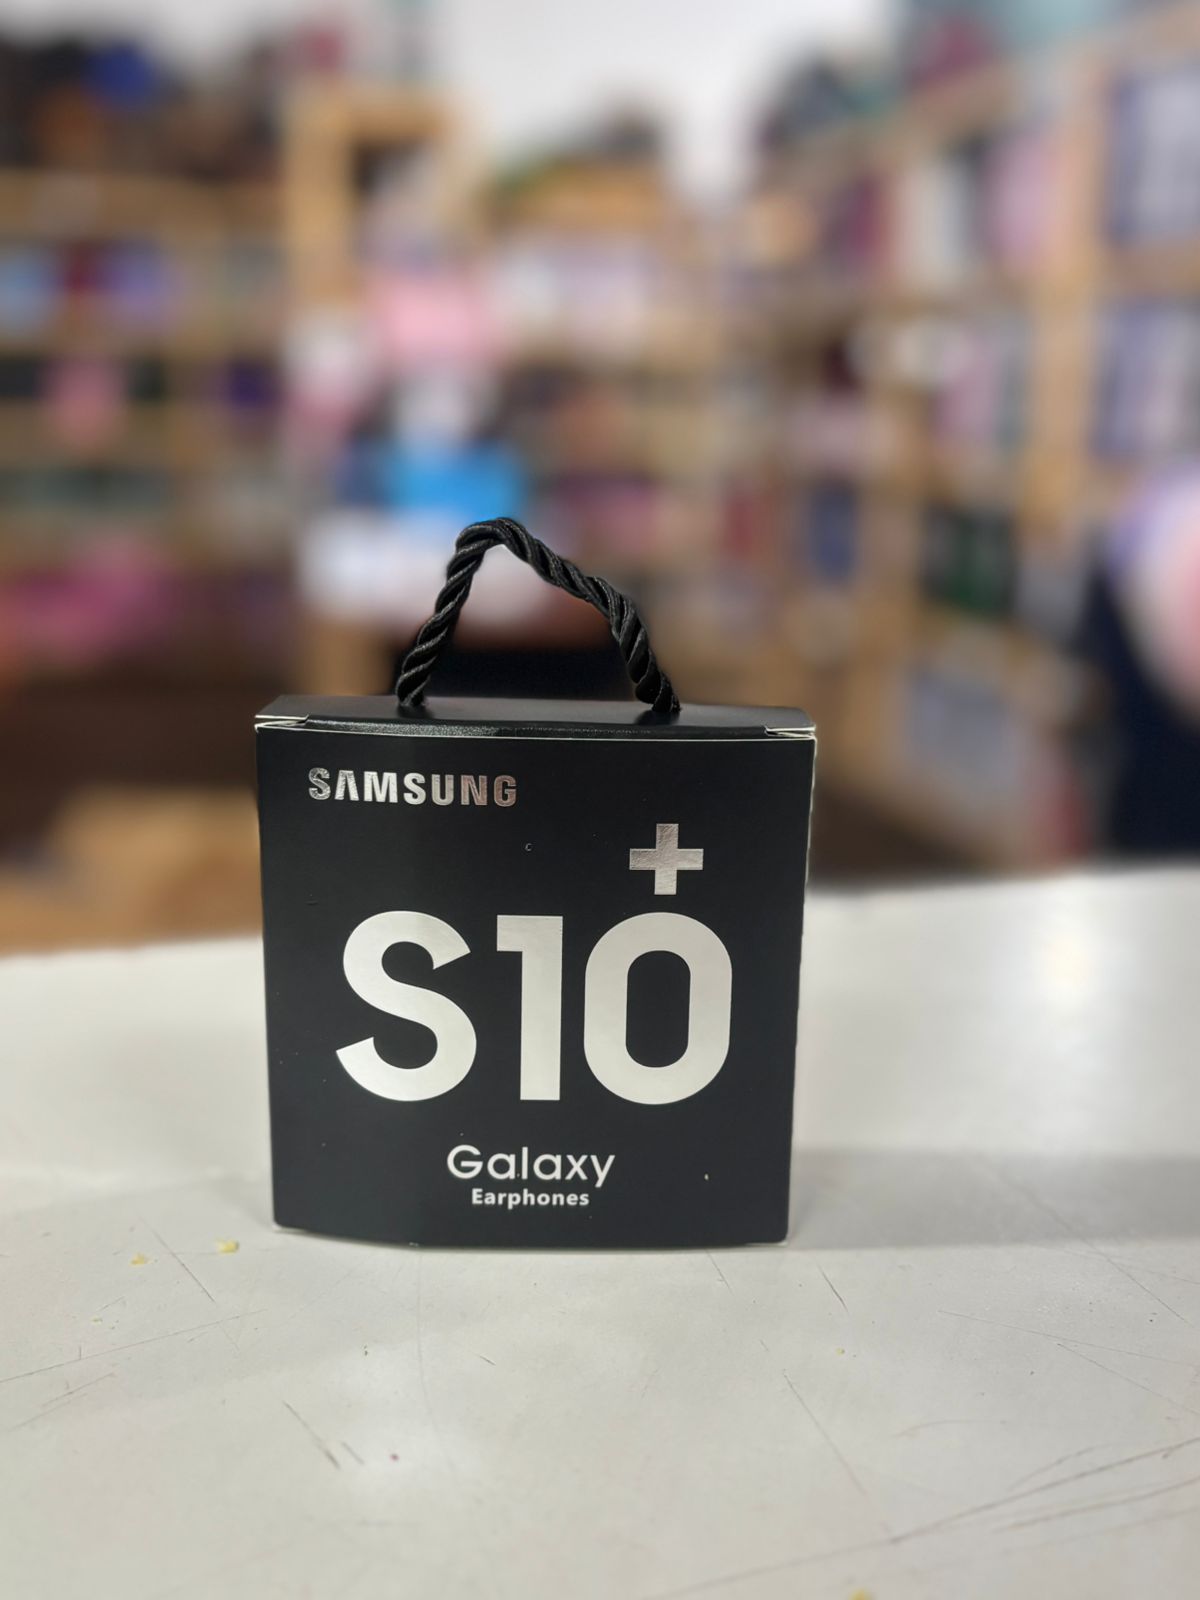 SAMSUNG
+
S10
Galaxy
Earphones